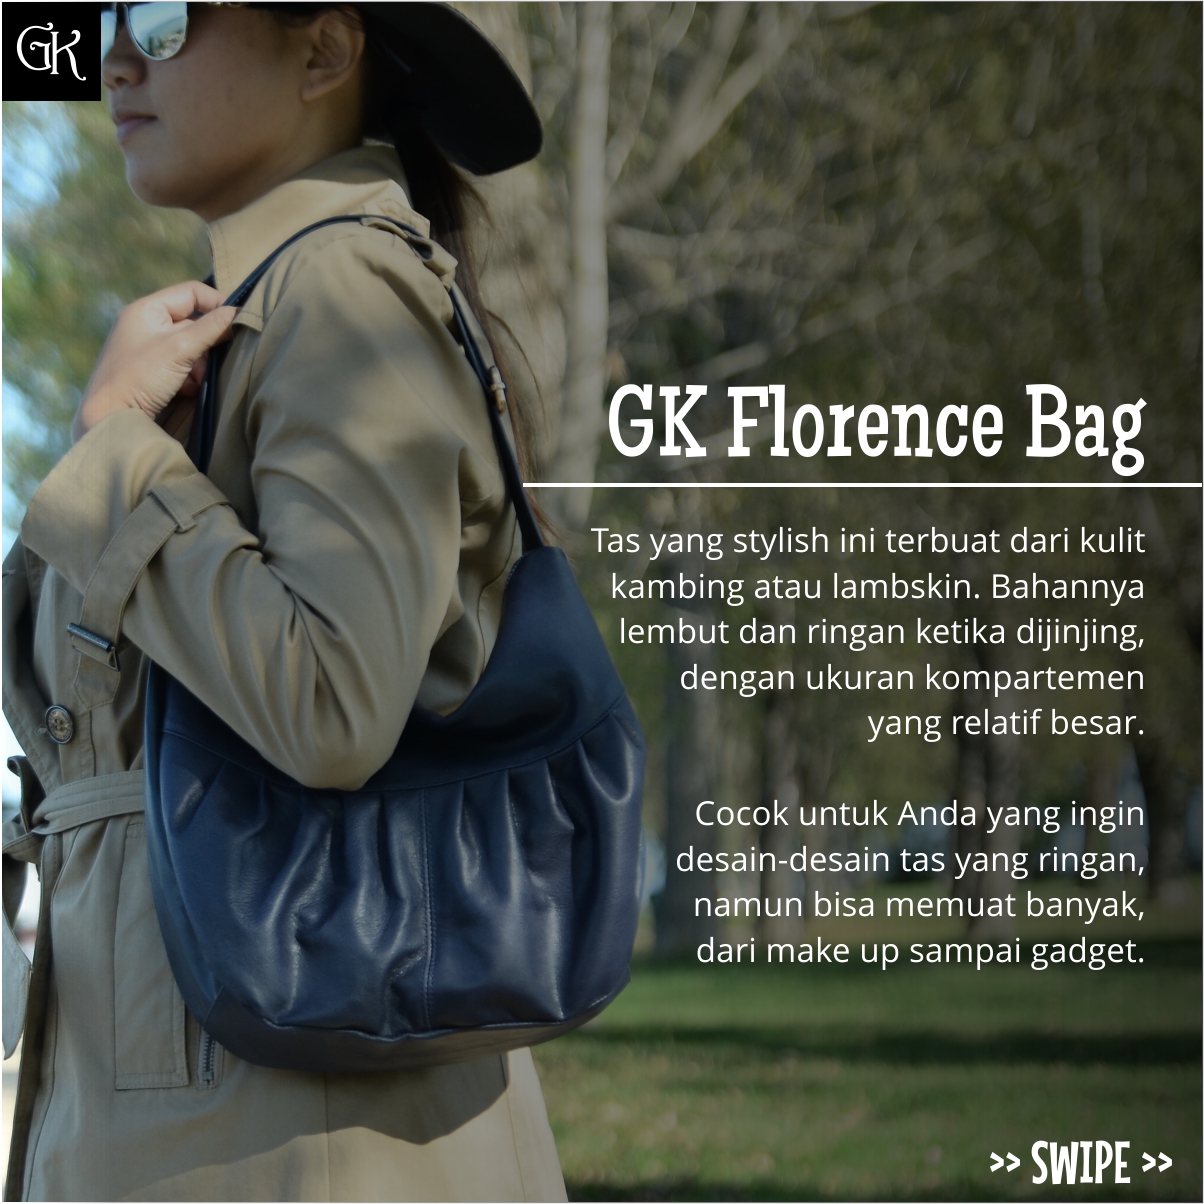 GK
GK Florence Bag
Tas yang stylish ini terbuat dari kulit
kambing atau lambskin. Bahannya
lembut dan ringan ketika dijinjing,
dengan ukuran kompartemen
yang relatif besar.
Cocok untuk Anda yang ingin
desain-desain tas yang ringan,
namun bisa memuat banyak,
dari make up sampai gadget.
>> SWIPE >>